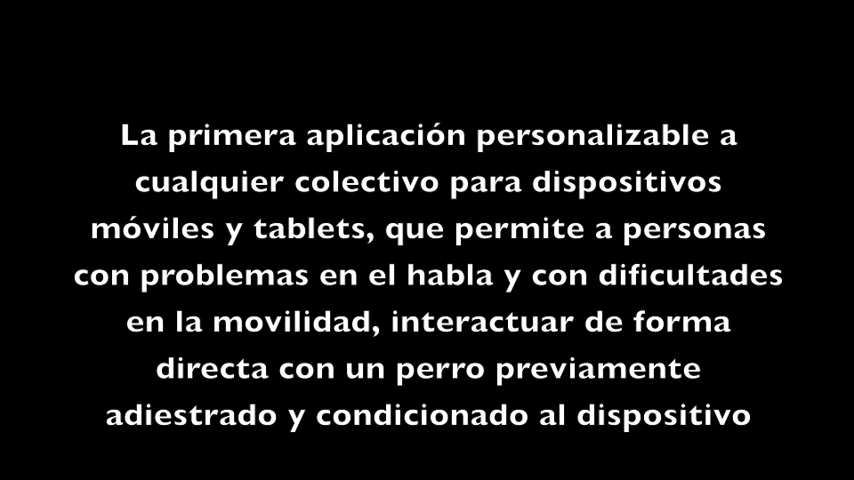 La primera aplicación personalizable a
cualquier colectivo para dispositivos
móviles y tablets, que permite a personas
con problemas en el habla y con dificultades
en la movilidad, interactuar de forma
directa con un perro previamente
adiestrado y condicionado al dispositivo